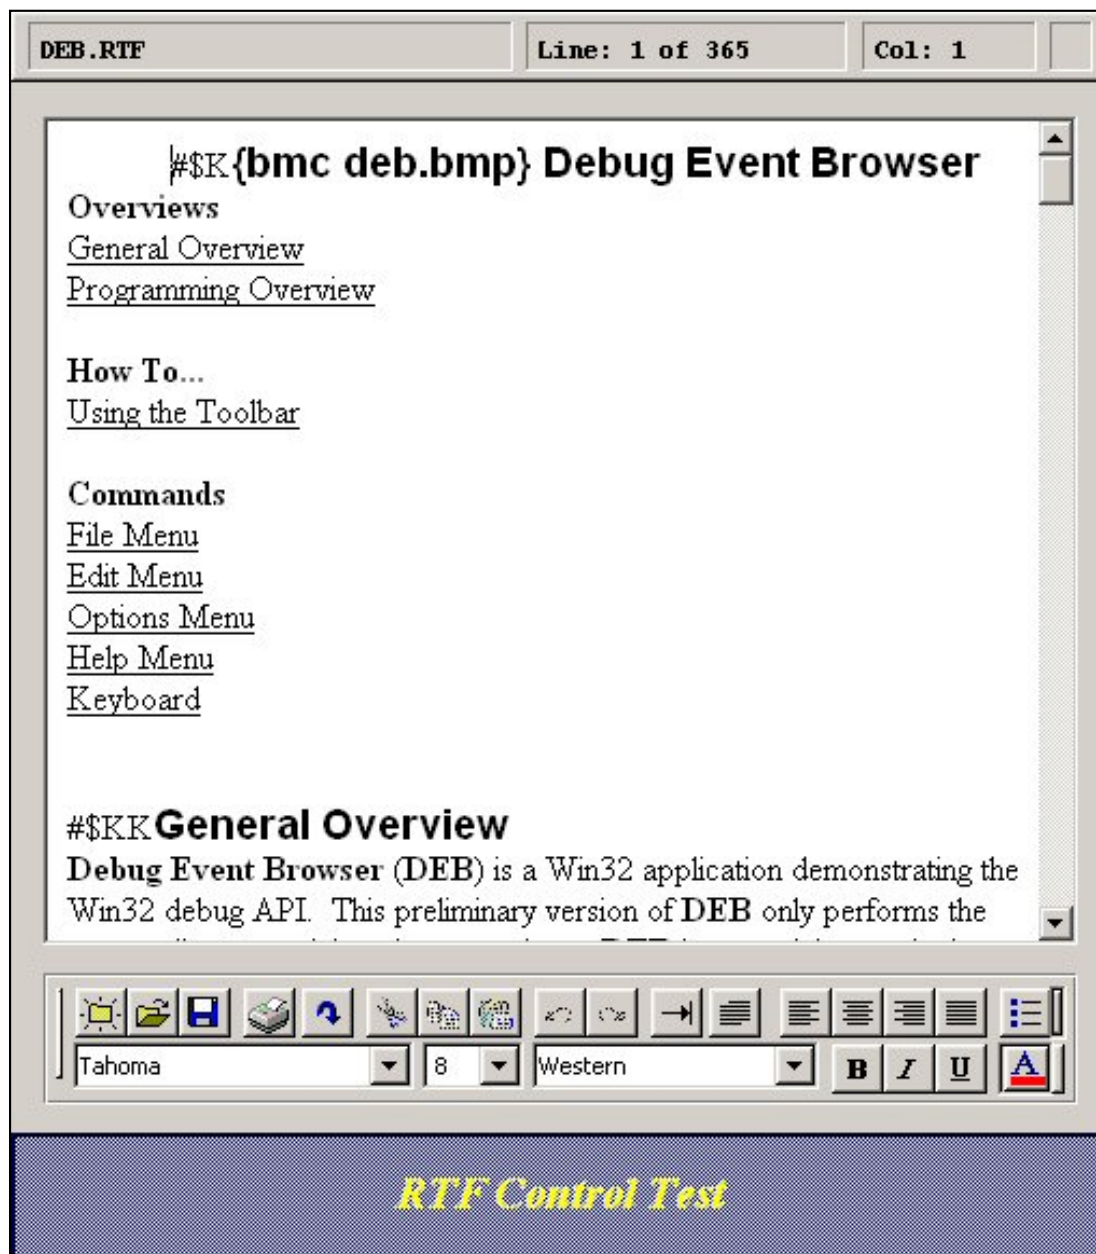 DEB.RTF Line: 1 of 365 Col: 1
#$K{bmc deb.bmp} Debug Event Browser
Overviews
General Overview
Programming Overview
How To...
Using the Toolbar
Commands
File Menu
Edit Menu
Options Menu
Help Menu
Keyboard
#$KKGeneral Overview
Debug Event Browser (DEB) is a Win32 application demonstrating the
Win32 debug API.  This preliminary version of DEB only performs the
Tahoma 8 Western B I U A
RTF Control Test